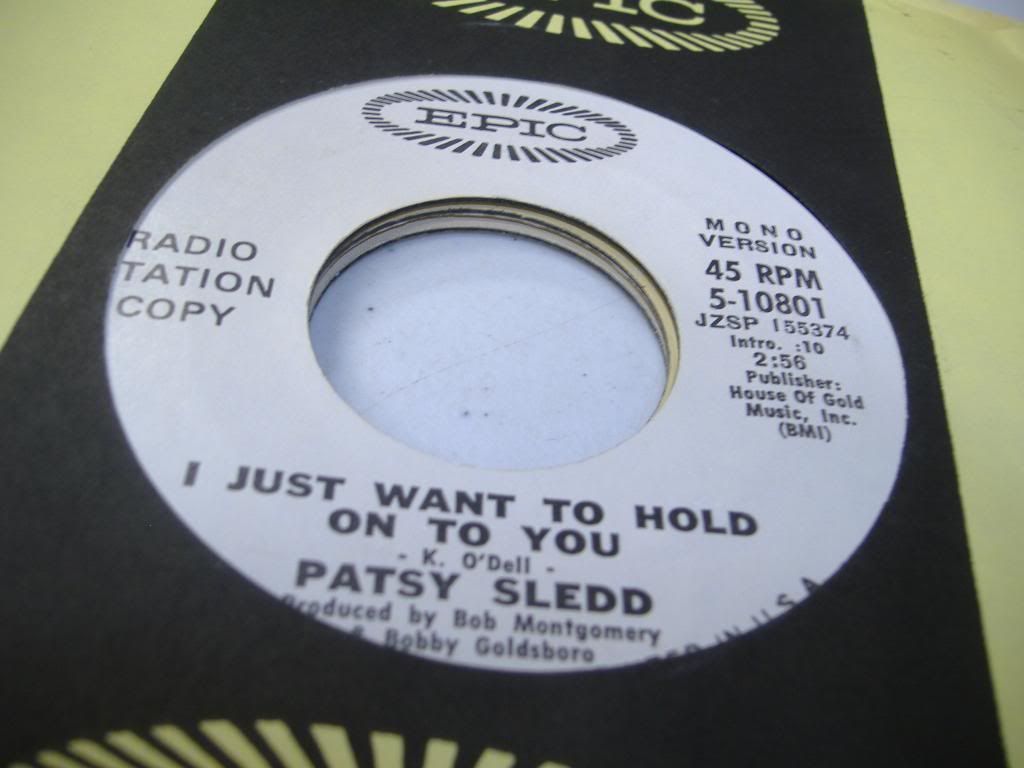 EPIC
RADIO
TATION
COPY
MONO
VERSION
45 RPM
5-10801
JZSP 155374
Intro. :10
2:56
Publisher:
House Of Gold
Music, Inc.
(BMI)
I JUST WANT TO HOLD
ON TO YOU
- K. O'Dell -
PATSY SLEDD
Produced by Bob Montgomery
& Bobby Goldsboro
IN U.S.A